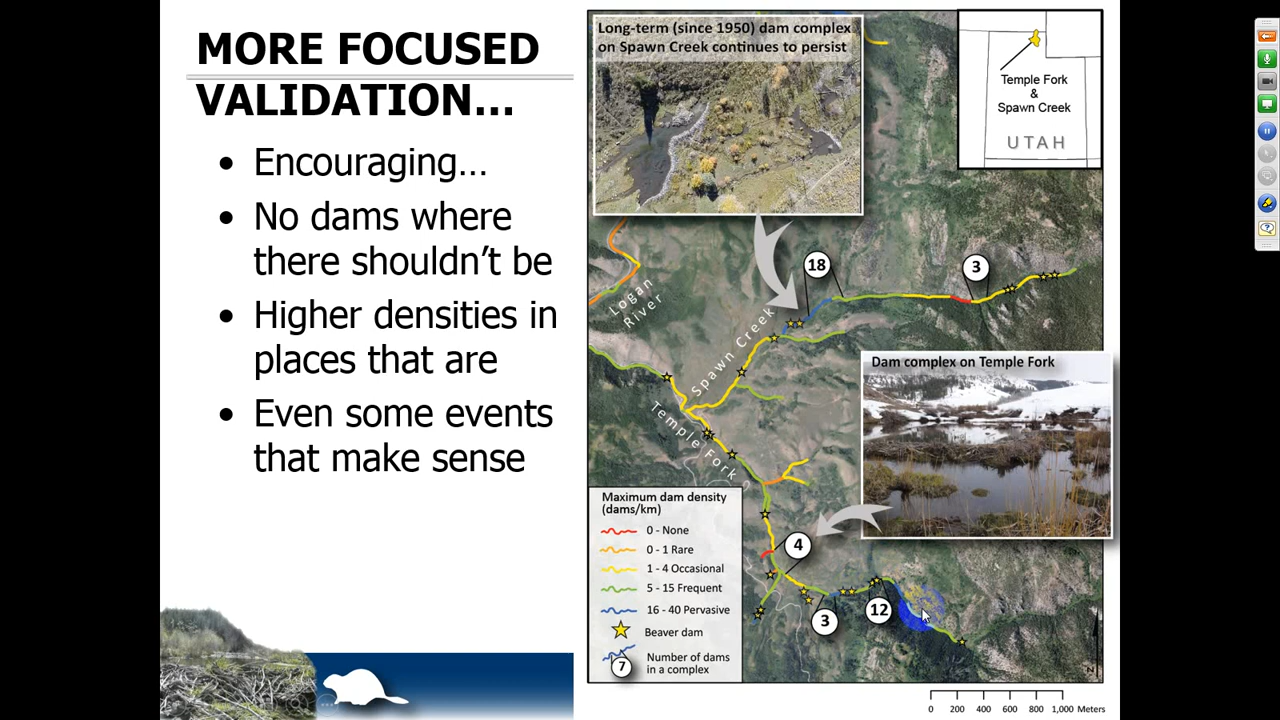 MORE FOCUSED
VALIDATION...
• Encouraging...
• No dams where
there shouldn't be
• Higher densities in
places that are
• Even some events
that make sense
Long-term (since 1950) dam complex
on Spawn Creek continues to persist
Temple Fork
&
Spawn Creek
UTAH
18
3
Logan
River
Spawn Creek
Temple Fork
Dam complex on Temple Fork
4
3
12
Maximum dam density
(dams/km)
0 - None
0 - 1 Rare
1 - 4 Occasional
5 - 15 Frequent
16 - 40 Pervasive
Beaver dam
7
Number of dams
in a complex
0 200 400 600 800 1,000 Meters